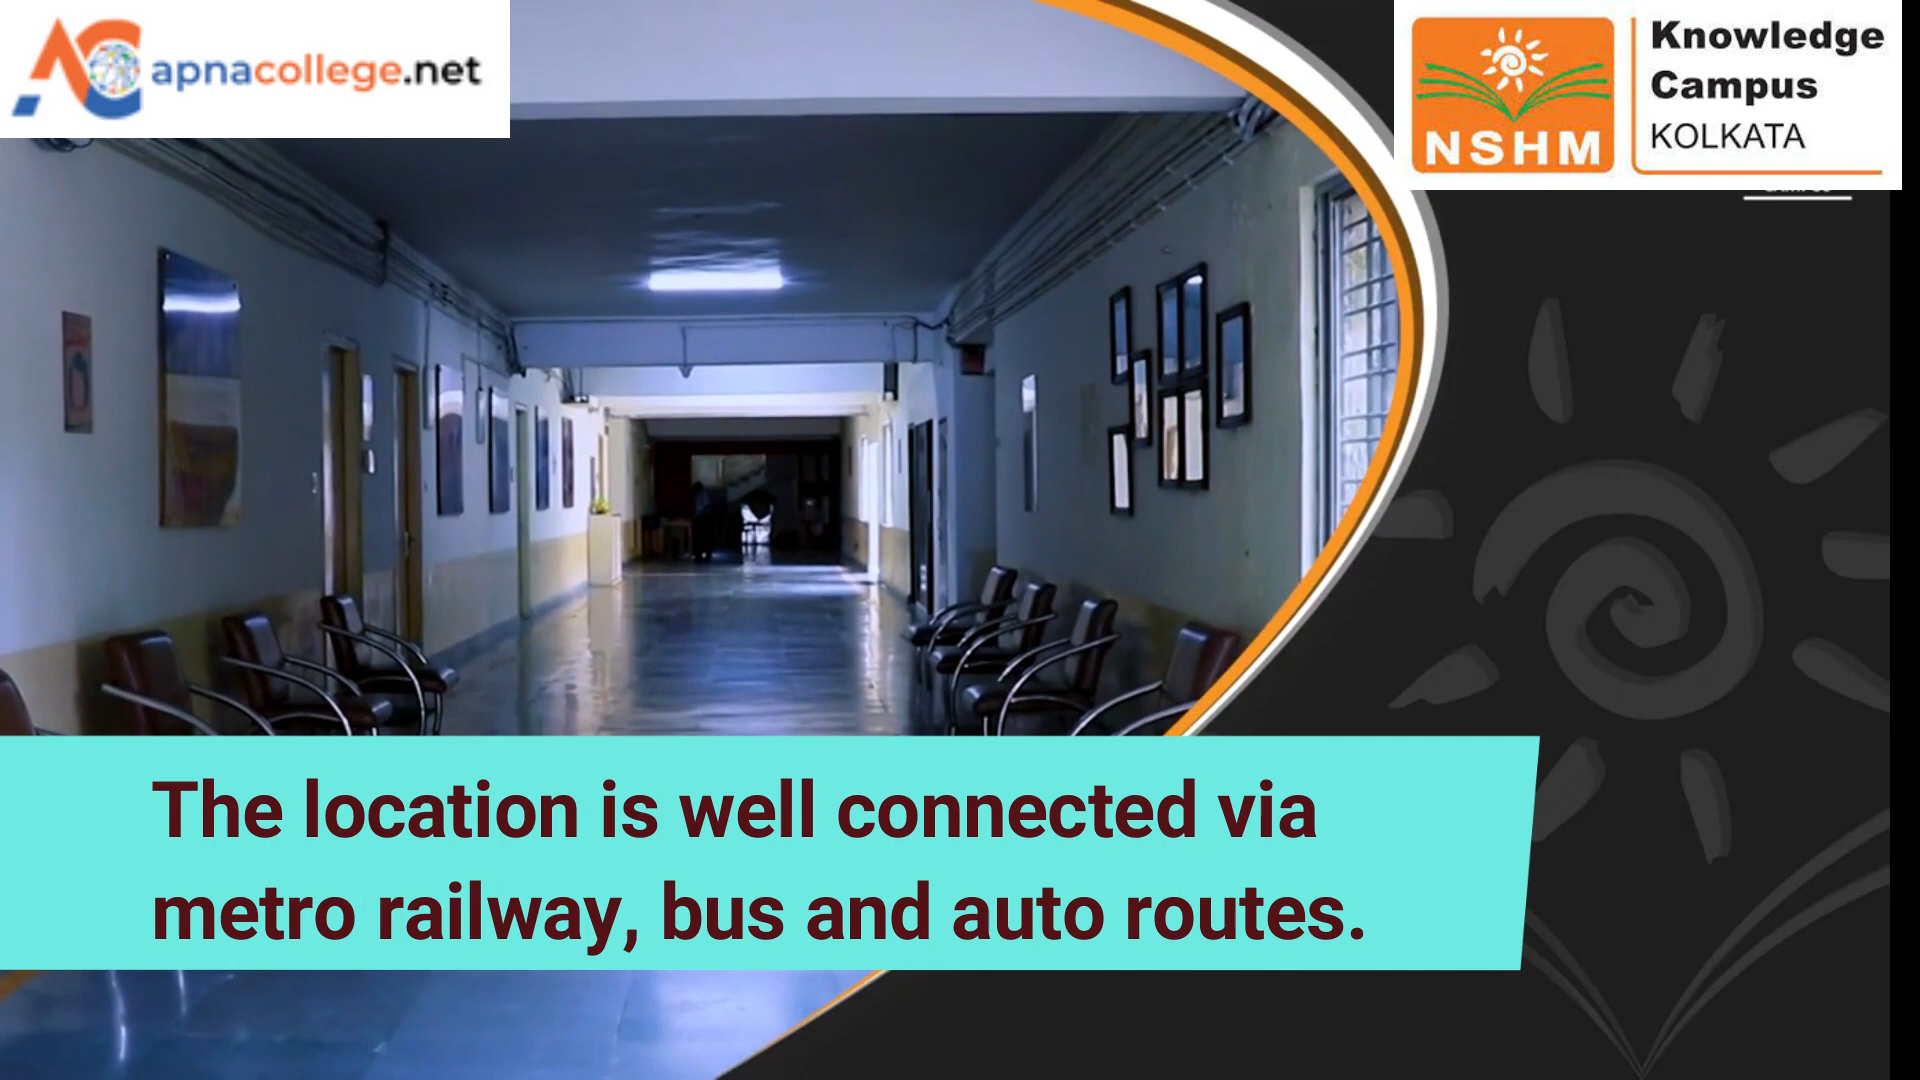 apnacollege.net
Knowledge
Campus
KOLKATA
NSHM
The location is well connected via
metro railway, bus and auto routes.